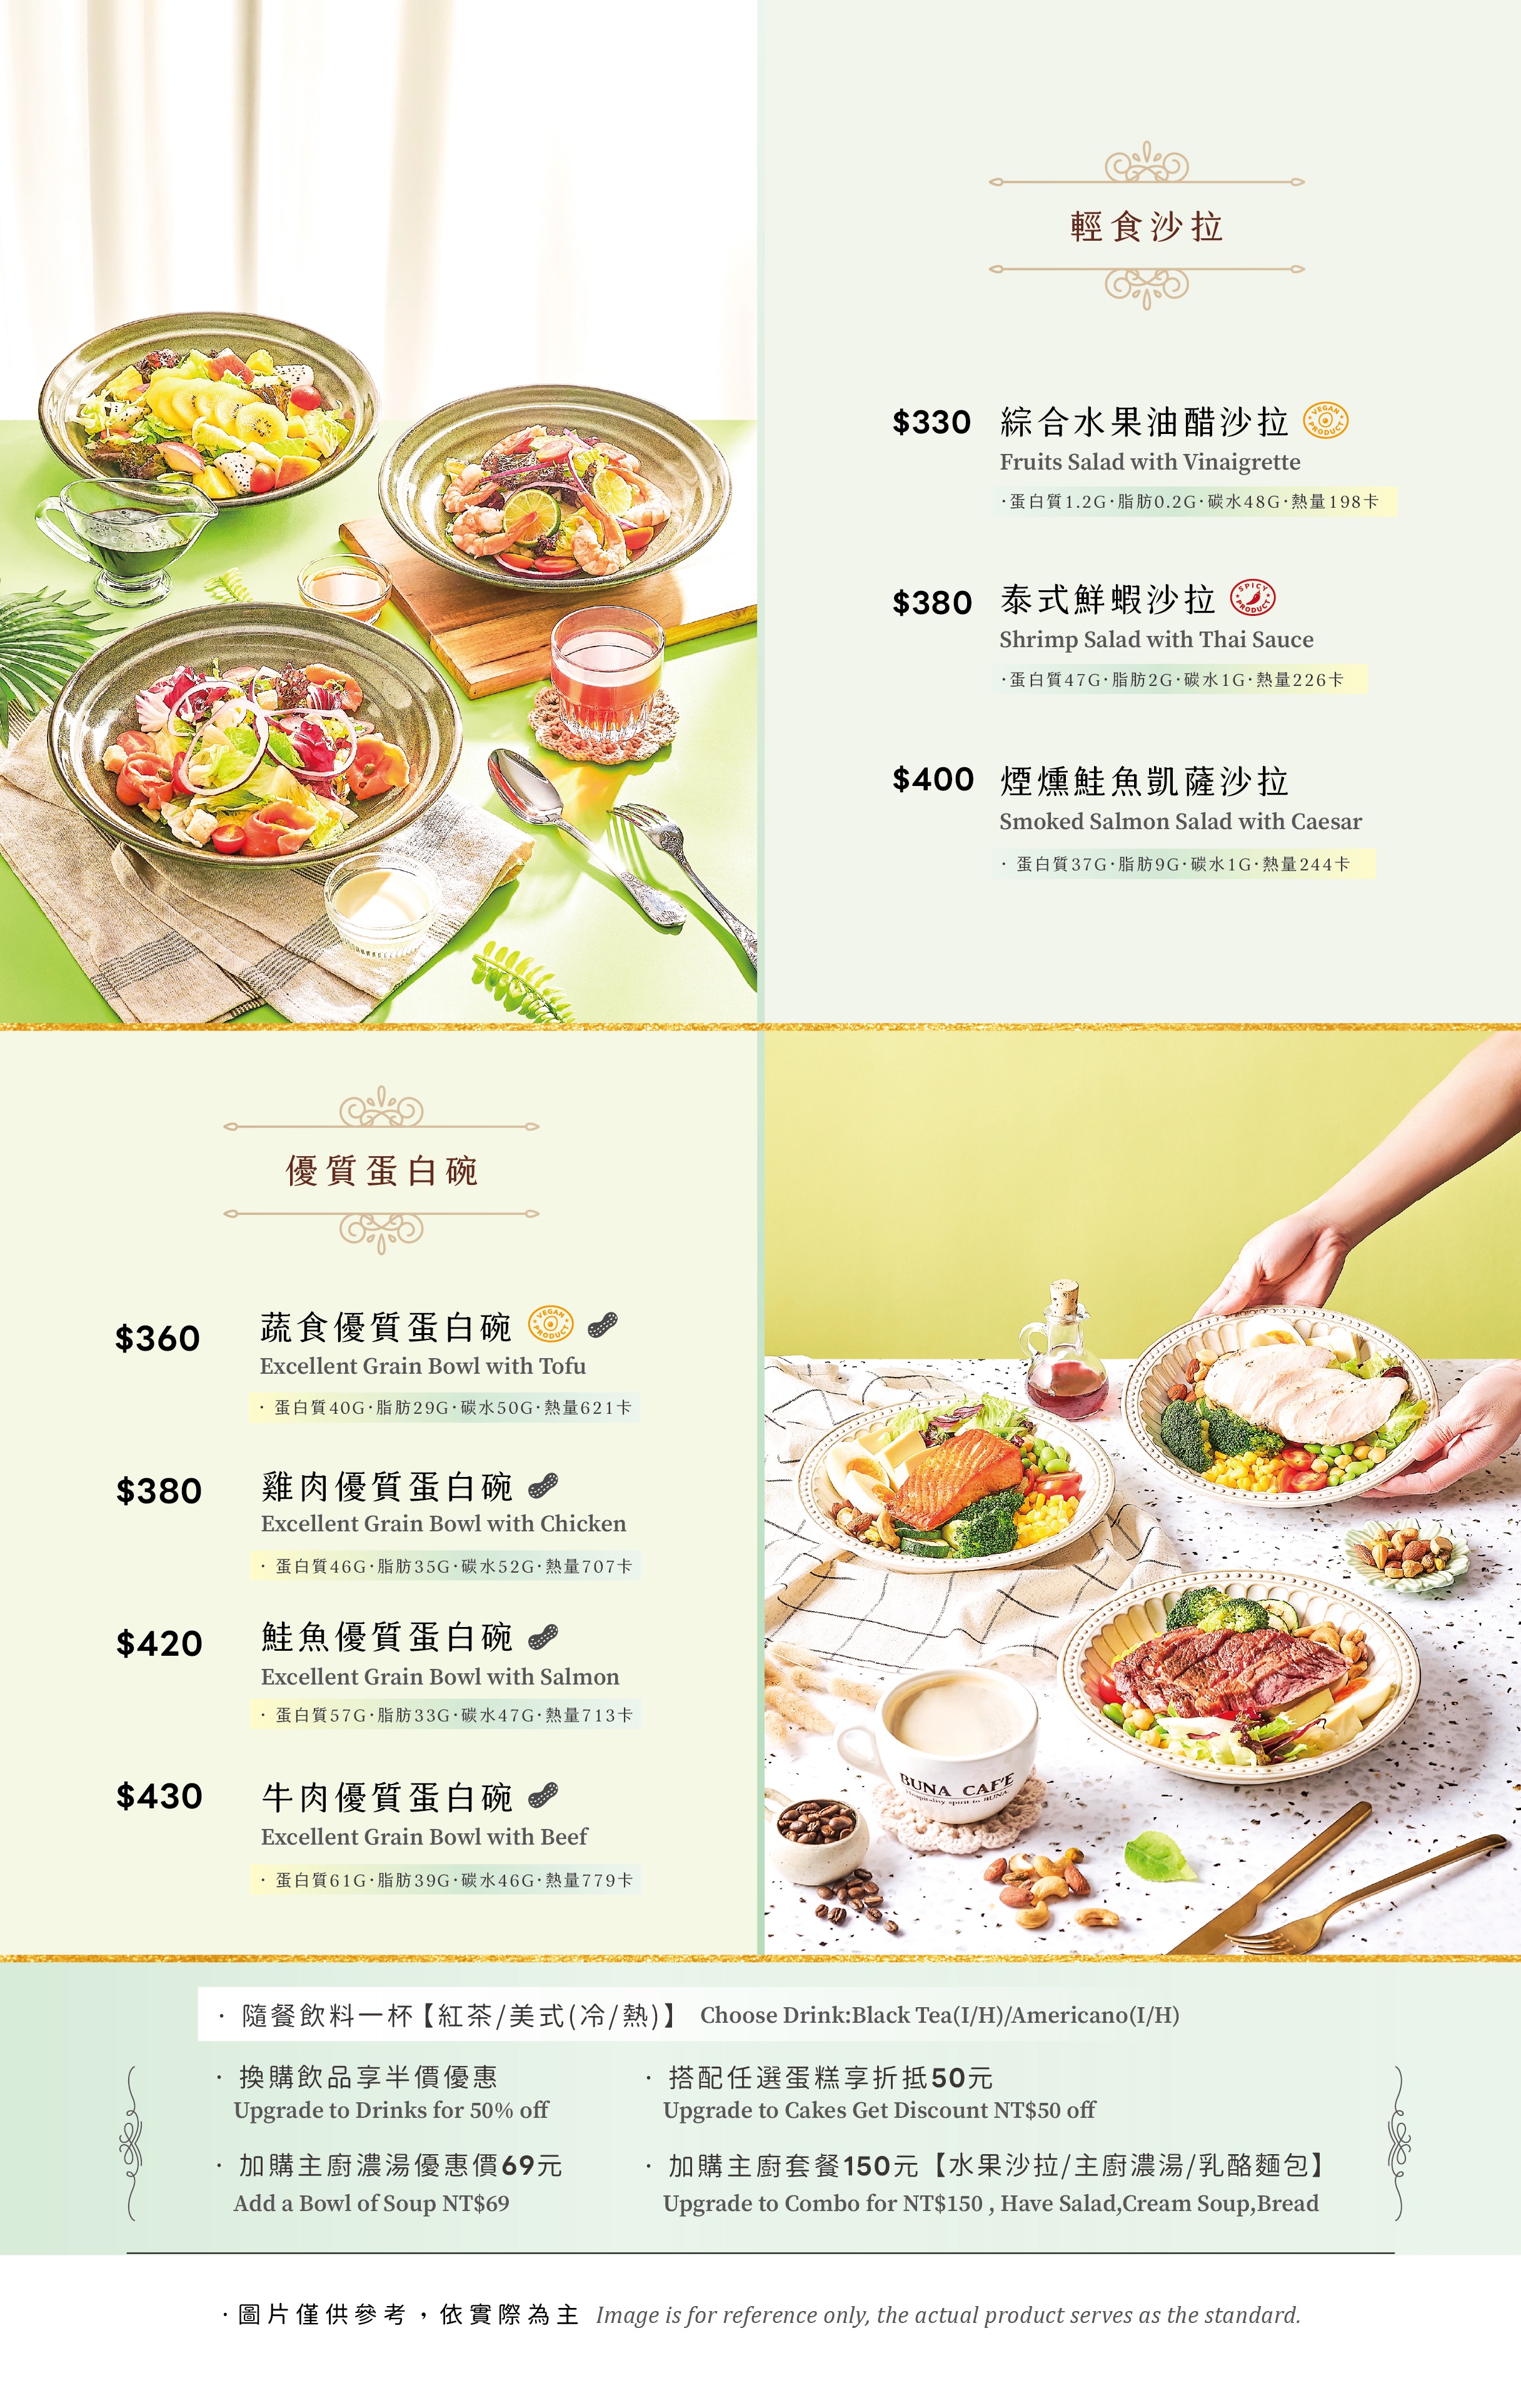 輕食沙拉
$330 綜合水果油醋沙拉 VEGAN PRODUCT
Fruits Salad with Vinaigrette
·蛋白質1.2G·脂肪0.2G·碳水48G·熱量198卡
$380 泰式鮮蝦沙拉 SPICY PRODUCT
Shrimp Salad with Thai Sauce
·蛋白質47G·脂肪2G·碳水1G·熱量226卡
$400 煙燻鮭魚凱薩沙拉
Smoked Salmon Salad with Caesar
· 蛋白質37G·脂肪9G·碳水1G·熱量244卡
優質蛋白碗
$360 蔬食優質蛋白碗 VEGAN PRODUCT
Excellent Grain Bowl with Tofu
· 蛋白質40G·脂肪29G·碳水50G·熱量621卡
$380 雞肉優質蛋白碗
Excellent Grain Bowl with Chicken
· 蛋白質46G·脂肪35G·碳水52G·熱量707卡
$420 鮭魚優質蛋白碗
Excellent Grain Bowl with Salmon
· 蛋白質57G·脂肪33G·碳水47G·熱量713卡
$430 牛肉優質蛋白碗
Excellent Grain Bowl with Beef
· 蛋白質61G·脂肪39G·碳水46G·熱量779卡
BUNA CAF'E
Hospitality spirit is BUNA
· 隨餐飲料一杯【紅茶/美式(冷/熱)】 Choose Drink:Black Tea(I/H)/Americano(I/H)
· 換購飲品享半價優惠
Upgrade to Drinks for 50% off
· 搭配任選蛋糕享折抵50元
Upgrade to Cakes Get Discount NT$50 off
· 加購主廚濃湯優惠價69元
Add a Bowl of Soup NT$69
· 加購主廚套餐150元【水果沙拉/主廚濃湯/乳酪麵包】
Upgrade to Combo for NT$150 , Have Salad,Cream Soup,Bread
·圖片僅供參考，依實際為主 Image is for reference only, the actual product serves as the standard.